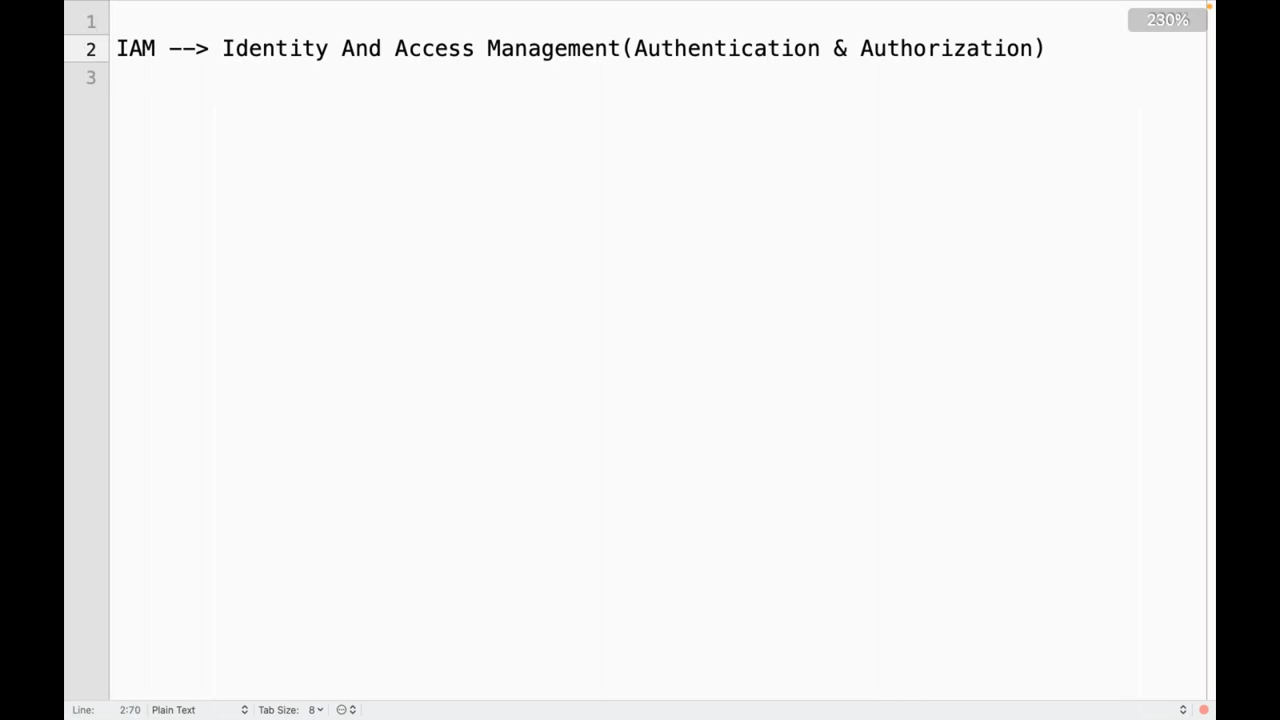 230%
1
2 IAM --> Identity And Access Management(Authentication & Authorization)
3
Line: 2:70 Plain Text Tab Size: 8